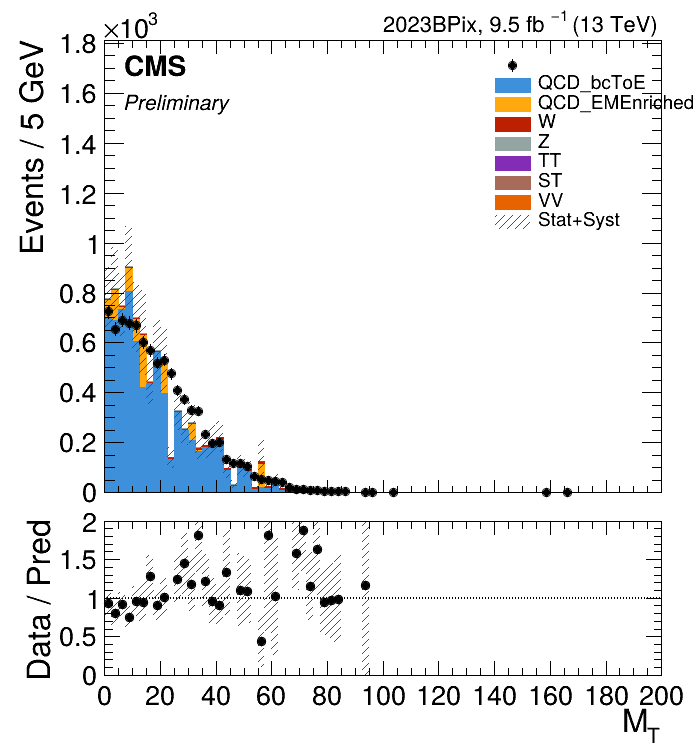 ×10³
2023BPix, 9.5 fb ⁻¹ (13 TeV)
CMS
Preliminary
QCD_bcToE
QCD_EMEnriched
W
Z
TT
ST
VV
Stat+Syst
Events / 5 GeV
1.8
1.6
1.4
1.2
1
0.8
0.6
0.4
0.2
0
Data / Pred
2
1.5
1
0.5
0
0 20 40 60 80 100 120 140 160 180 200
M_T